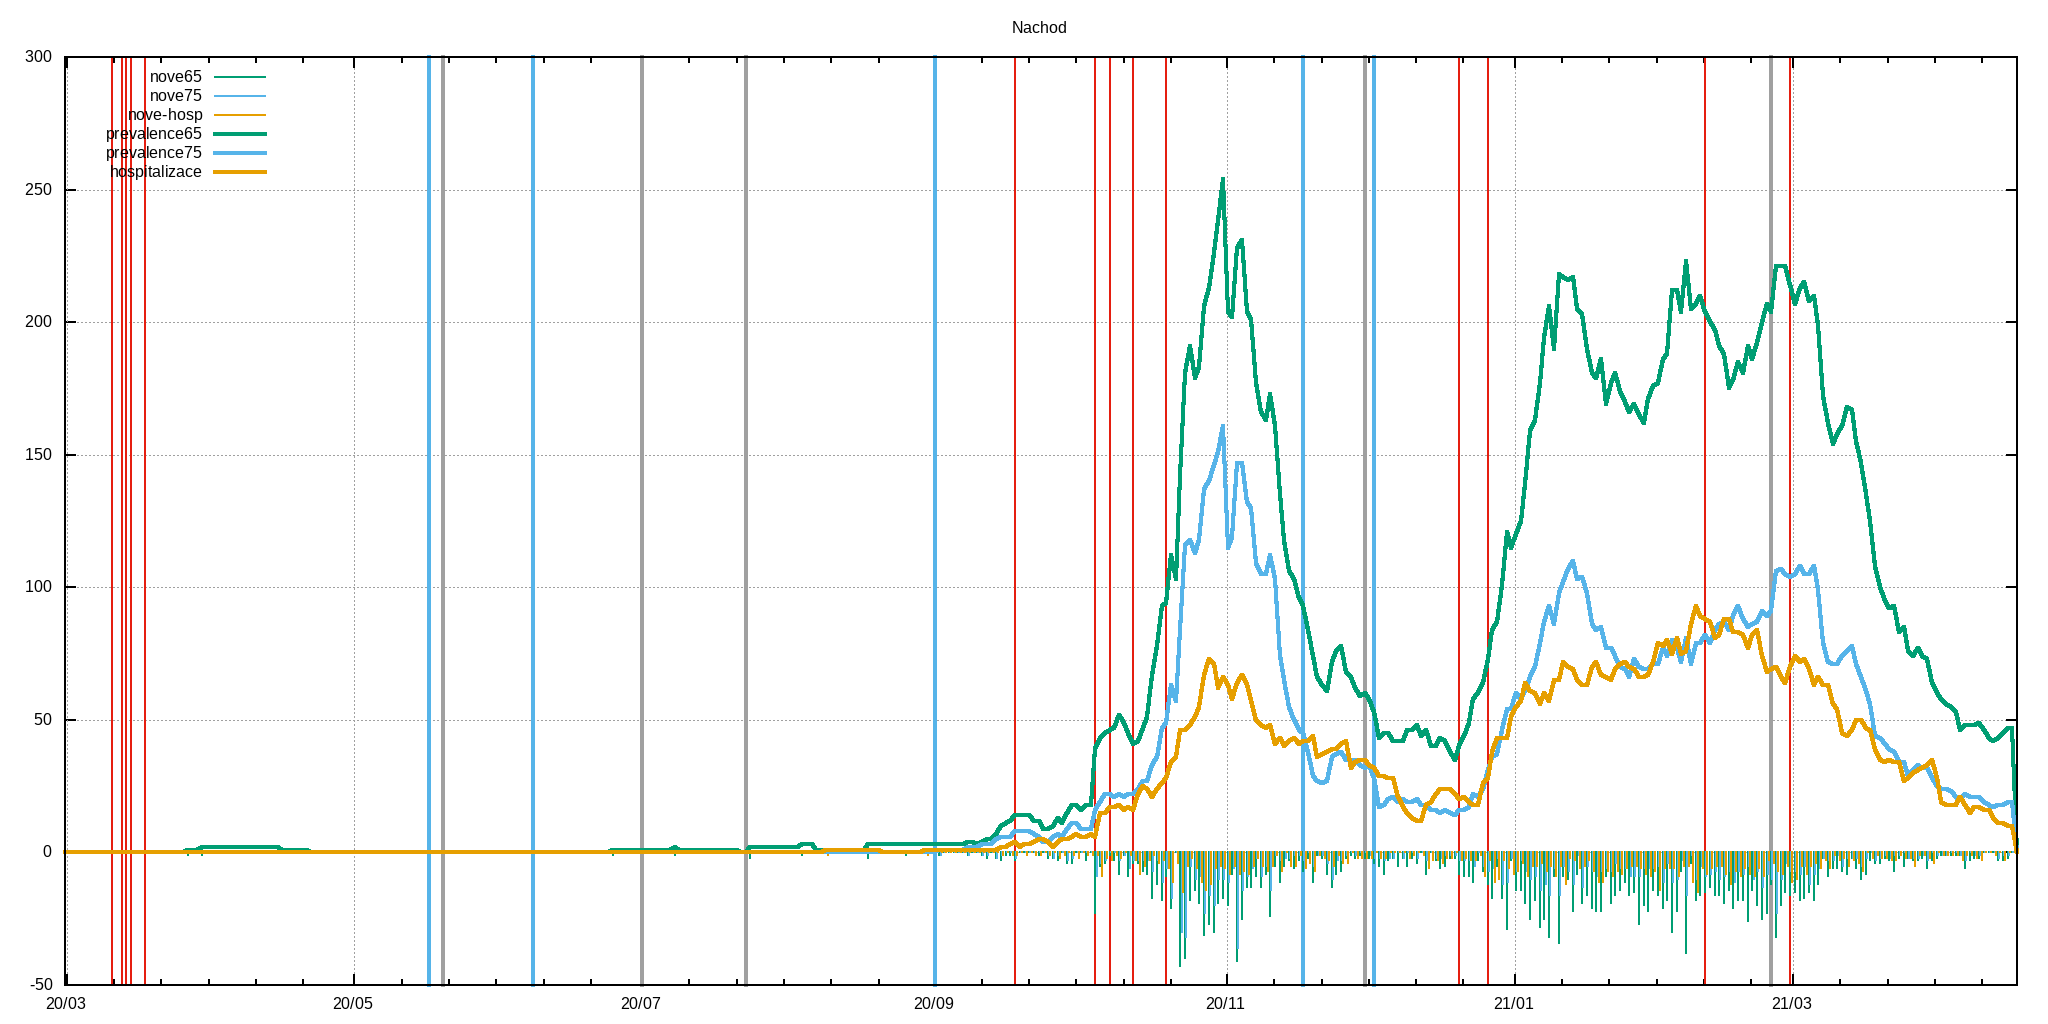 Nachod
300
250
200
150
100
50
0
-50
nove65
nove75
nove-hosp
prevalence65
prevalence75
hospitalizace
20/03 20/05 20/07 20/09 20/11 21/01 21/03